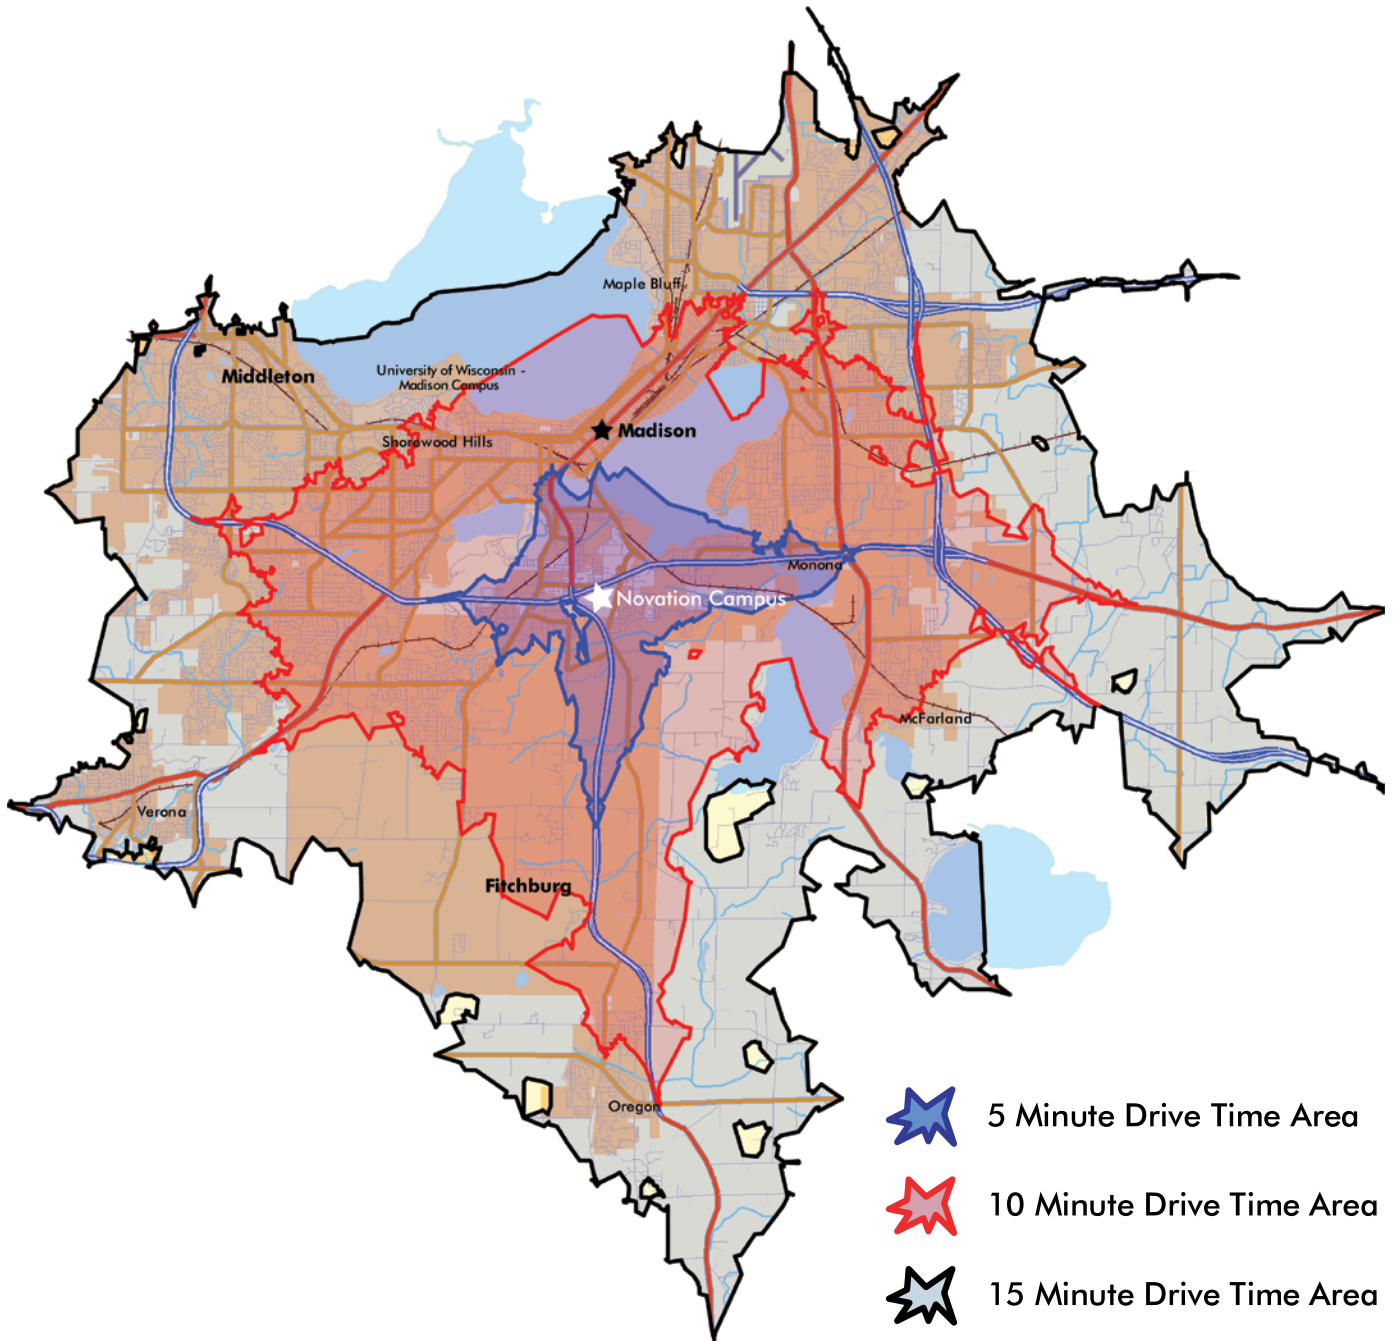 Maple Bluff
University of Wisconsin -
Madison Campus
Middleton
Madison
Shorewood Hills
Monona
Novation Campus
McFarland
Verona
Fitchburg
Oregon
5 Minute Drive Time Area
10 Minute Drive Time Area
15 Minute Drive Time Area